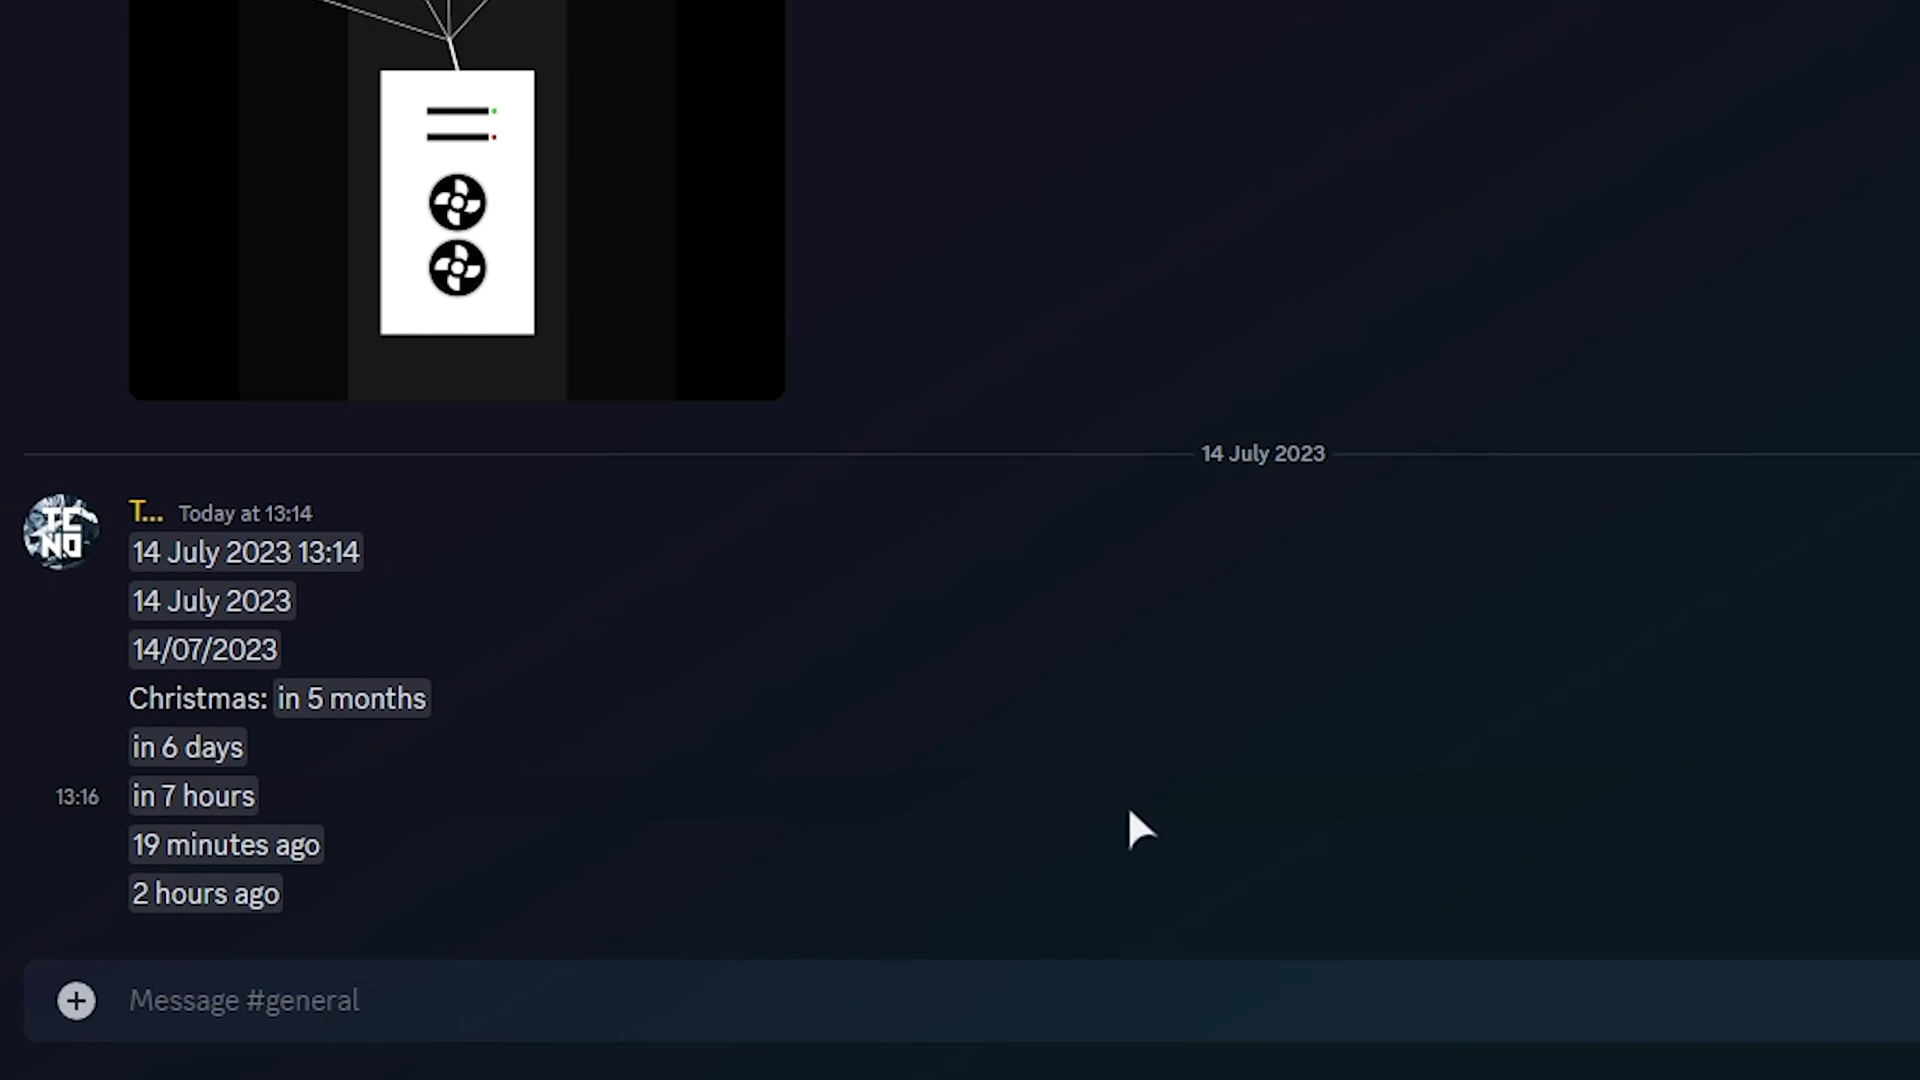 14 July 2023
TC
NO
T... Today at 13:14
14 July 2023 13:14
14 July 2023
14/07/2023
Christmas: in 5 months
in 6 days
13:16 in 7 hours
19 minutes ago
2 hours ago
Message #general